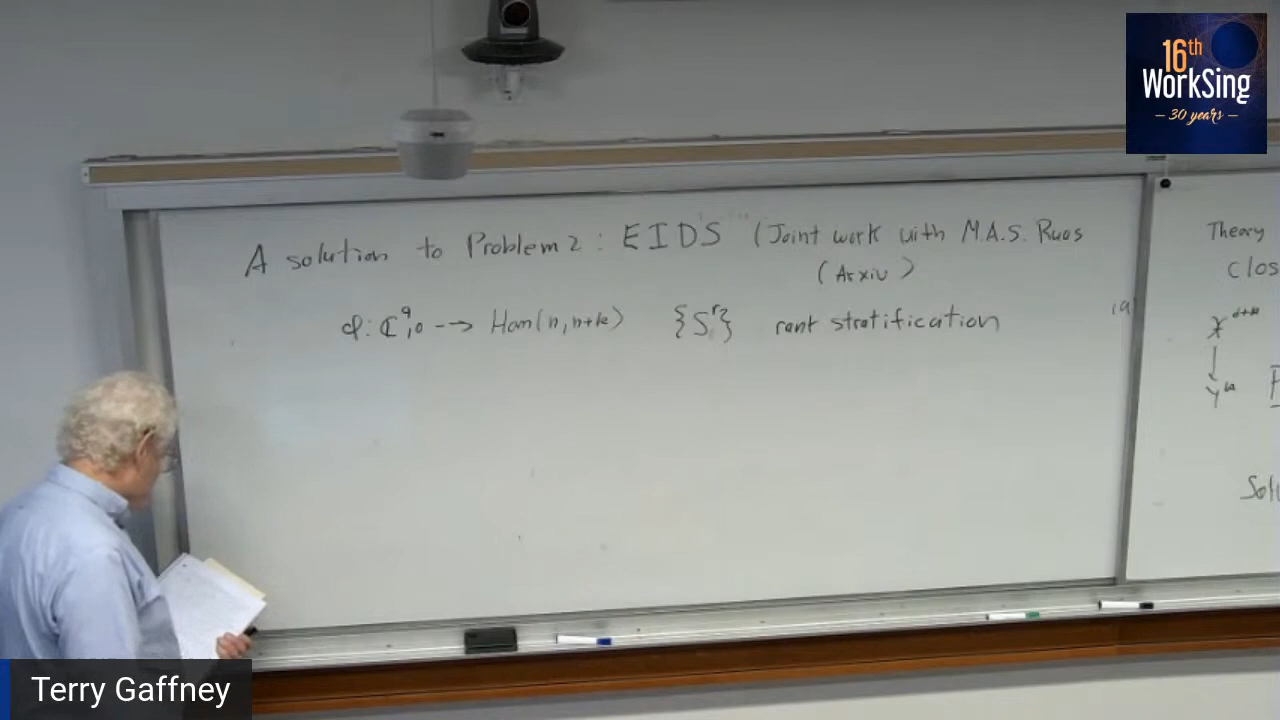 16th
WorkSing
— 30 years —
A solution to Problem 2 : EIDS (Joint work with M.A.S. Ruas
(Arxiv)
φ: ℂ^q,0 --> Hom(n,n+k) {S^r} rank stratification
Theory
clos
X^d+k
↓
Y^k
Solu
Terry Gaffney